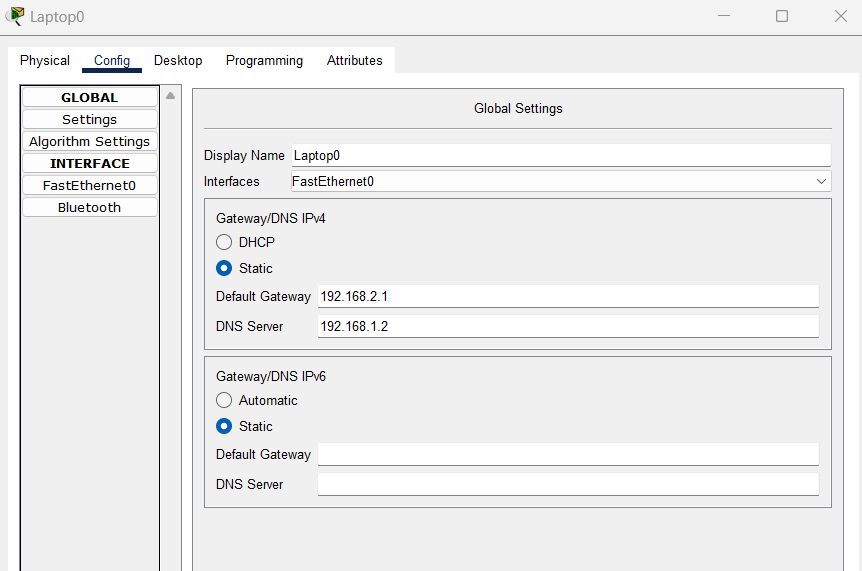 Laptop0
Physical Config Desktop Programming Attributes
GLOBAL
Settings
Algorithm Settings
INTERFACE
FastEthernet0
Bluetooth
Global Settings
Display Name Laptop0
Interfaces FastEthernet0
Gateway/DNS IPv4
DHCP
Static
Default Gateway 192.168.2.1
DNS Server 192.168.1.2
Gateway/DNS IPv6
Automatic
Static
Default Gateway
DNS Server